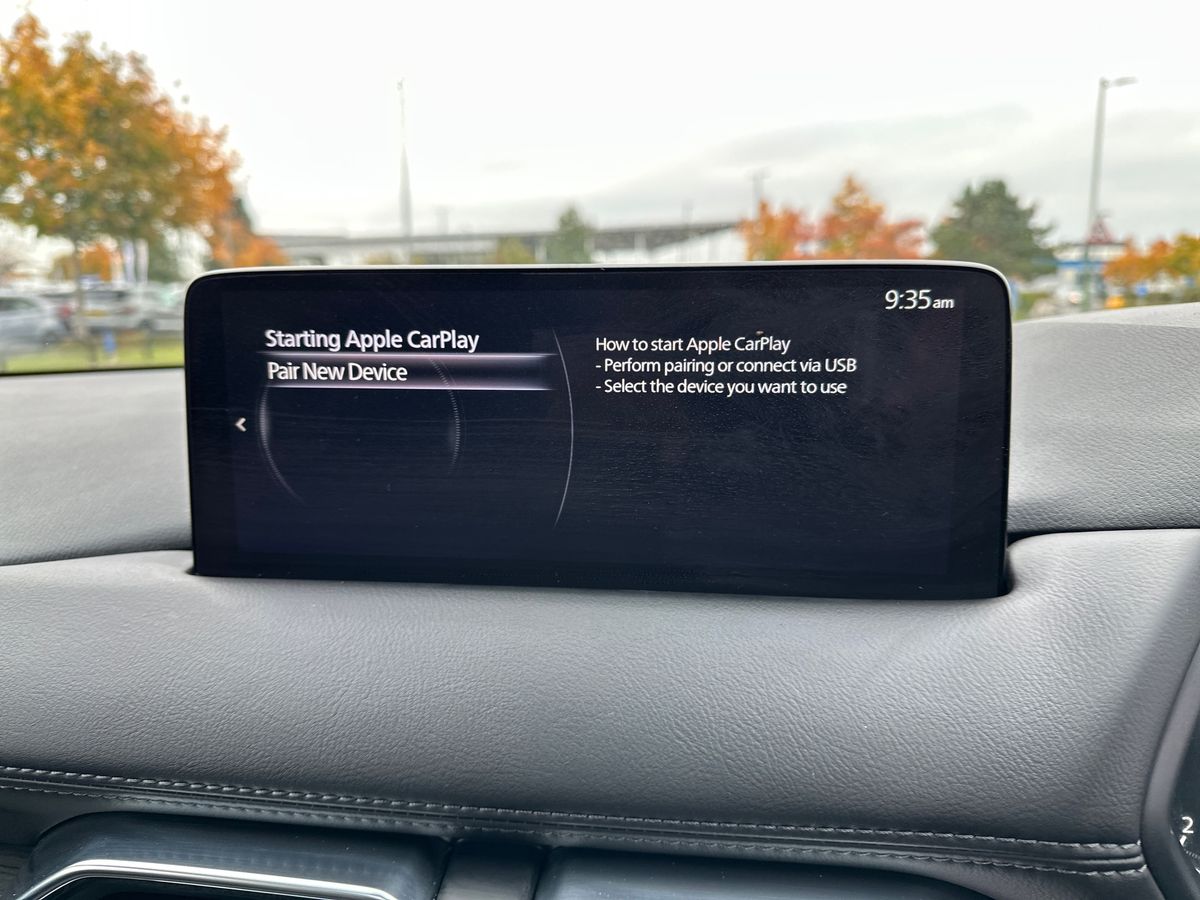 9:35am
Starting Apple CarPlay
Pair New Device
How to start Apple CarPlay
- Perform pairing or connect via USB
- Select the device you want to use
2